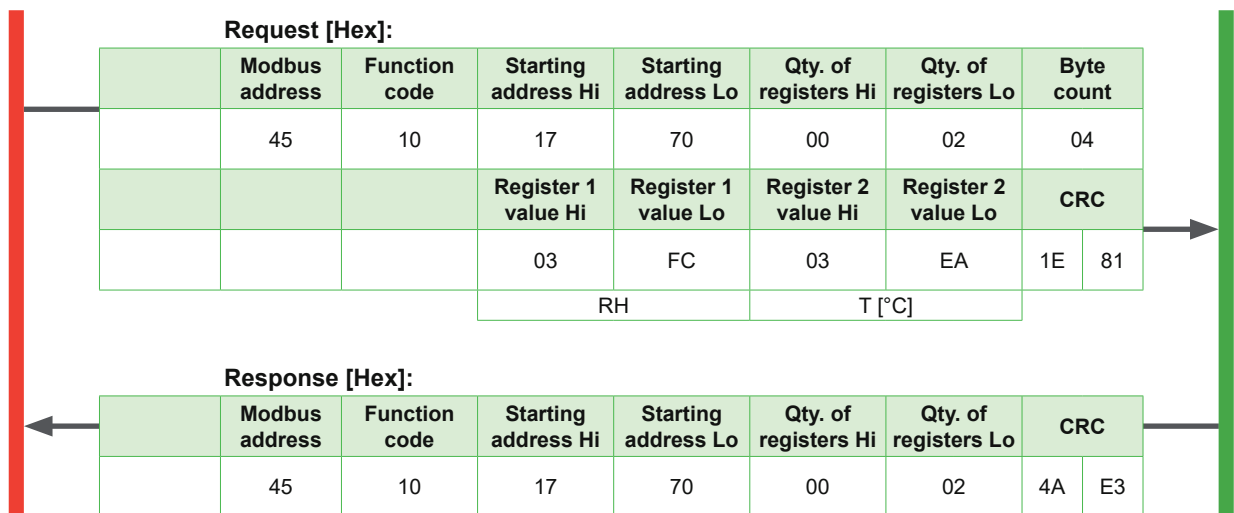 Request [Hex]:
Modbus address Function code Starting address Hi Starting address Lo Qty. of registers Hi Qty. of registers Lo Byte count
45 10 17 70 00 02 04
Register 1 value Hi Register 1 value Lo Register 2 value Hi Register 2 value Lo CRC
03 FC 03 EA 1E 81
RH T [°C]
Response [Hex]:
Modbus address Function code Starting address Hi Starting address Lo Qty. of registers Hi Qty. of registers Lo CRC
45 10 17 70 00 02 4A E3